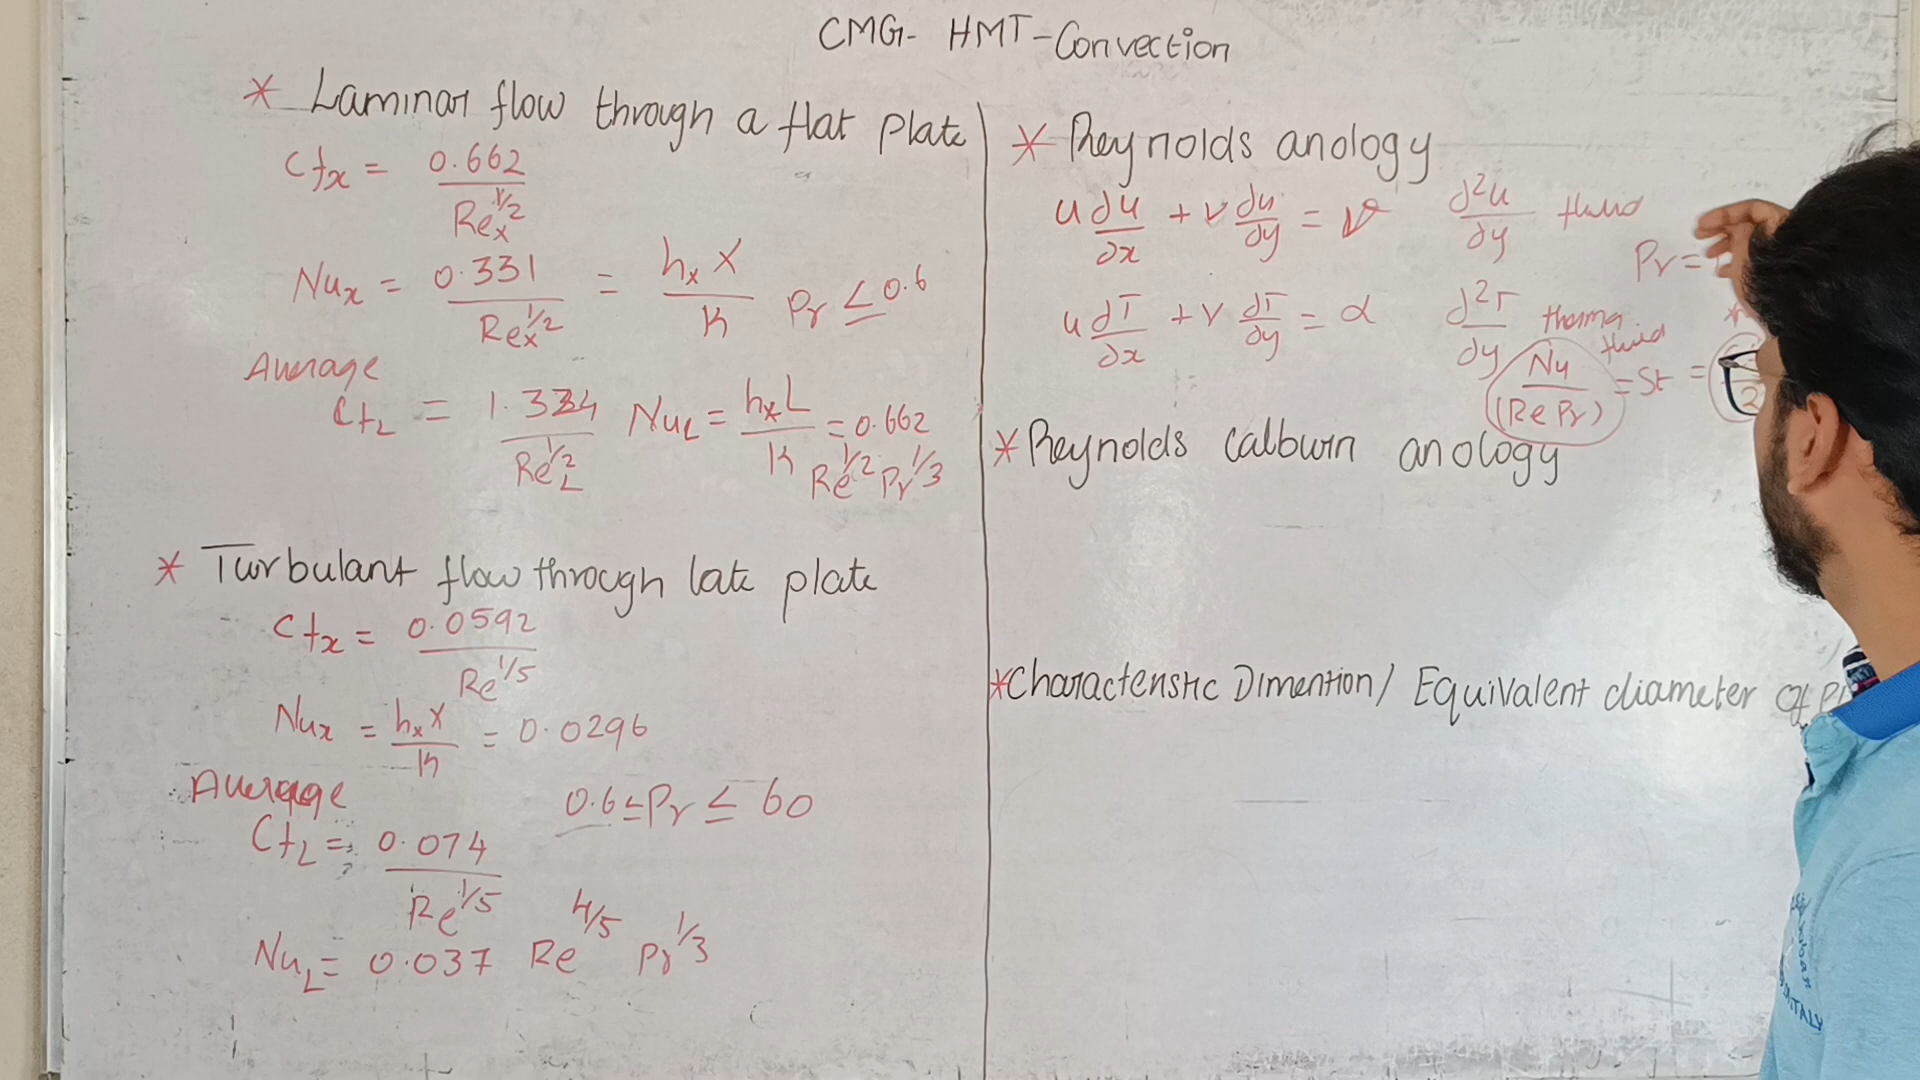 CMG- HMT-Convection
* Laminar flow through a flat plate
Cfx = 0.662 / Rex^1/2
Nux = 0.331 / Rex^1/2 = hx X / K Pr ≤ 0.6
Average
CfL = 1.334 / ReL^1/2 NuL = hxL / K = 0.662 Re^1/2 Pr^1/3
* Turbulant flow through late plate
Cfx = 0.0592 / Re^1/5
Nux = hx X / K = 0.0296
Average
0.6 ≤ Pr ≤ 60
CfL = 0.074 / Re^1/5
NuL = 0.037 Re^4/5 Pr^1/3
* Reynolds anology
u ∂u/∂x + v ∂u/∂y = ν ∂²u/∂y fluid
Pr =
u ∂T/∂x + v ∂T/∂y = α ∂²T/∂y therma fluid
Nu / (Re Pr) = St =
2
* Reynolds Calburn anology
* Characteristic Dimention / Equivalent diameter of